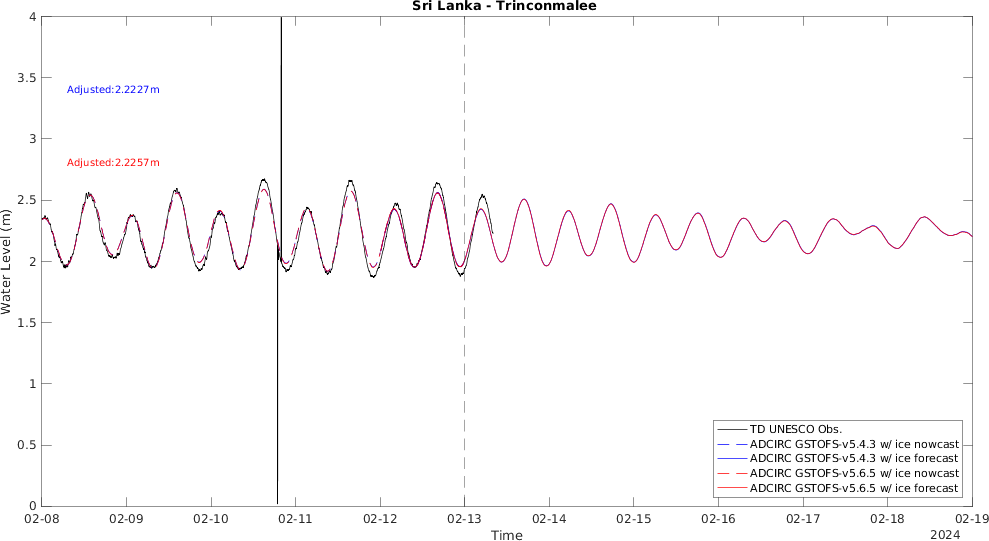 Sri Lanka - Trinconmalee
4
3.5
3
2.5
2
1.5
1
0.5
0
Water Level (m)
Adjusted:2.2227m
Adjusted:2.2257m
TD UNESCO Obs.
ADCIRC GSTOFS-v5.4.3 w/ ice nowcast
ADCIRC GSTOFS-v5.4.3 w/ ice forecast
ADCIRC GSTOFS-v5.6.5 w/ ice nowcast
ADCIRC GSTOFS-v5.6.5 w/ ice forecast
02-08 02-09 02-10 02-11 02-12 02-13 02-14 02-15 02-16 02-17 02-18 02-19
Time
2024